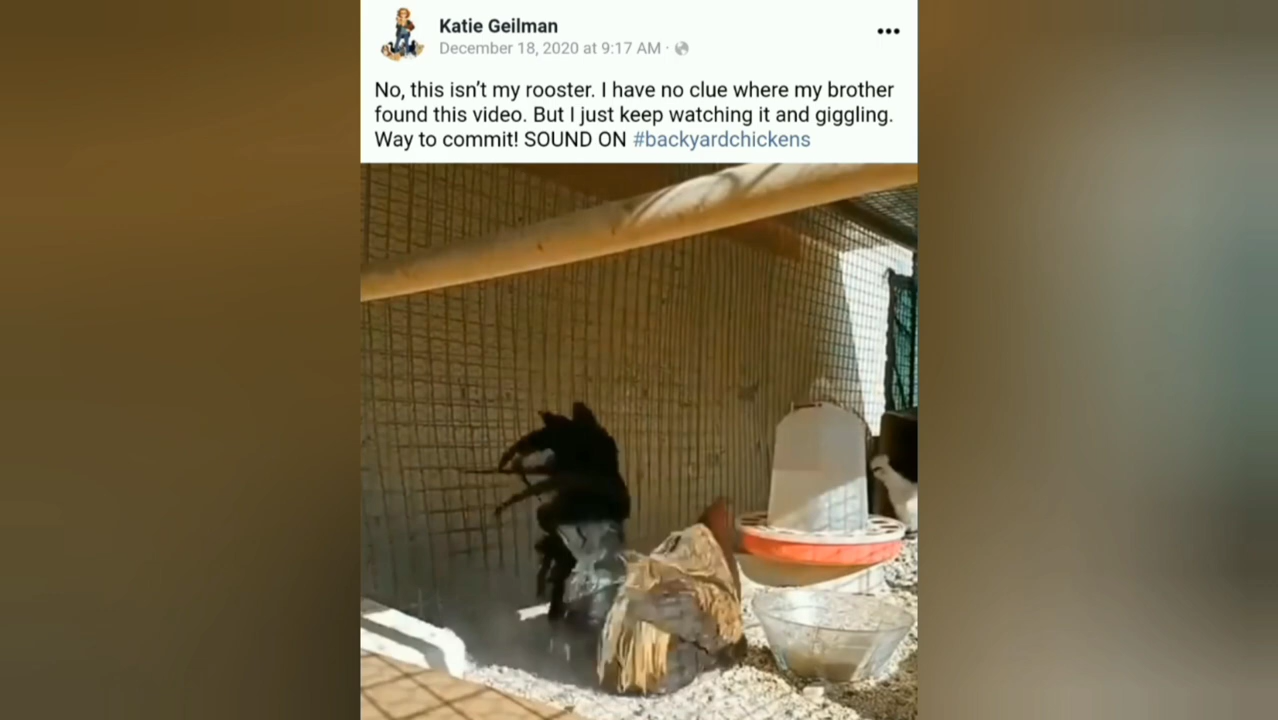 Katie Geilman
December 18, 2020 at 9:17 AM ·
No, this isn't my rooster. I have no clue where my brother
found this video. But I just keep watching it and giggling.
Way to commit! SOUND ON #backyardchickens